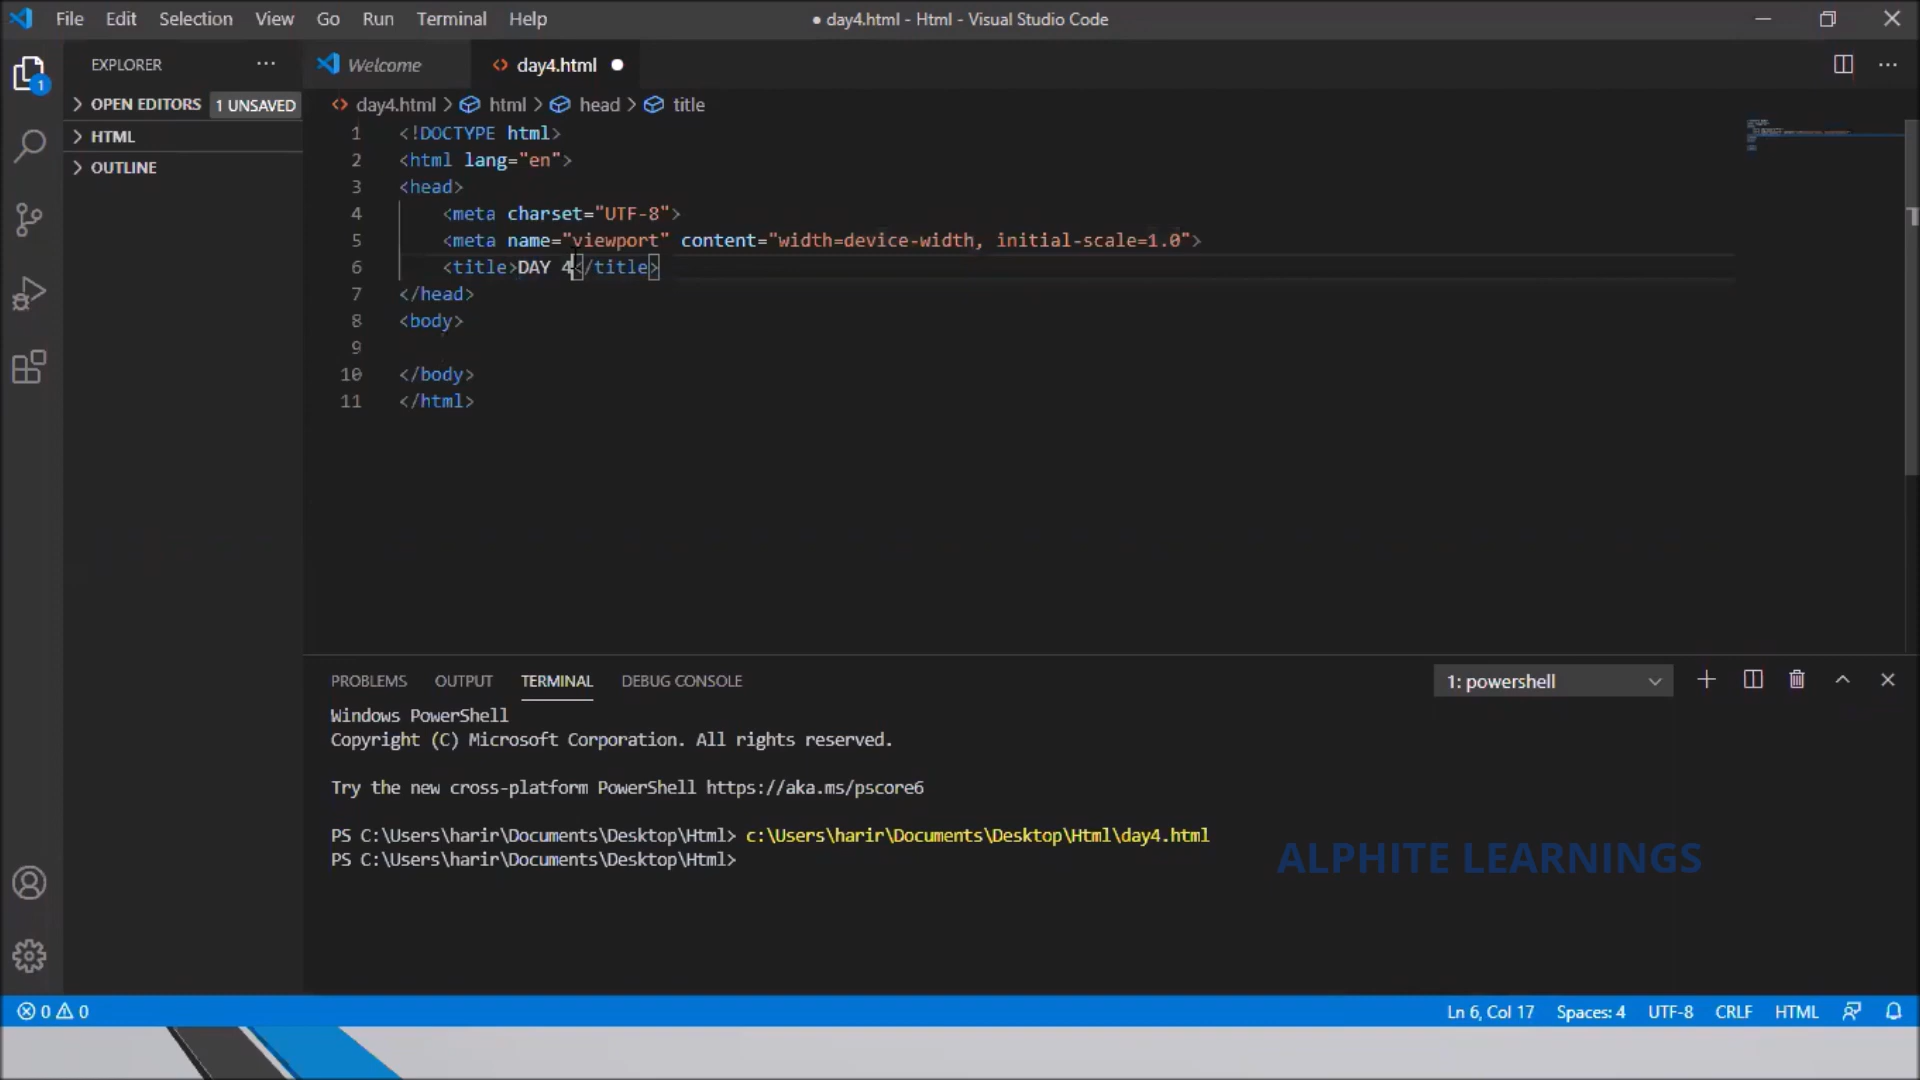 File Edit Selection View Go Run Terminal Help ● day4.html - Html - Visual Studio Code
EXPLORER ··· Welcome <> day4.html ●
1
> OPEN EDITORS 1 UNSAVED
<> day4.html > html > head > title
> HTML
> OUTLINE
1 <!DOCTYPE html>
2 <html lang="en">
3 <head>
4 <meta charset="UTF-8">
5 <meta name="viewport" content="width=device-width, initial-scale=1.0">
6 <title>DAY 4</title>
7 </head>
8 <body>
9
10 </body>
11 </html>
PROBLEMS OUTPUT TERMINAL DEBUG CONSOLE 1: powershell
Windows PowerShell
Copyright (C) Microsoft Corporation. All rights reserved.
Try the new cross-platform PowerShell https://aka.ms/pscore6
PS C:\Users\harir\Documents\Desktop\Html> c:\Users\harir\Documents\Desktop\Html\day4.html
PS C:\Users\harir\Documents\Desktop\Html>
ALPHITE LEARNINGS
0 0 Ln 6, Col 17 Spaces: 4 UTF-8 CRLF HTML